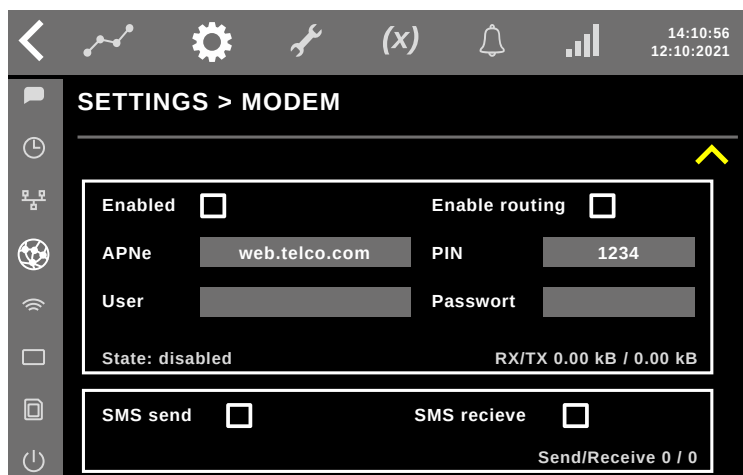 (x)
14:10:56
12:10:2021
SETTINGS > MODEM
Enabled Enable routing
APNe web.telco.com PIN 1234
User Passwort
State: disabled RX/TX 0.00 kB / 0.00 kB
SMS send SMS recieve
Send/Receive 0 / 0